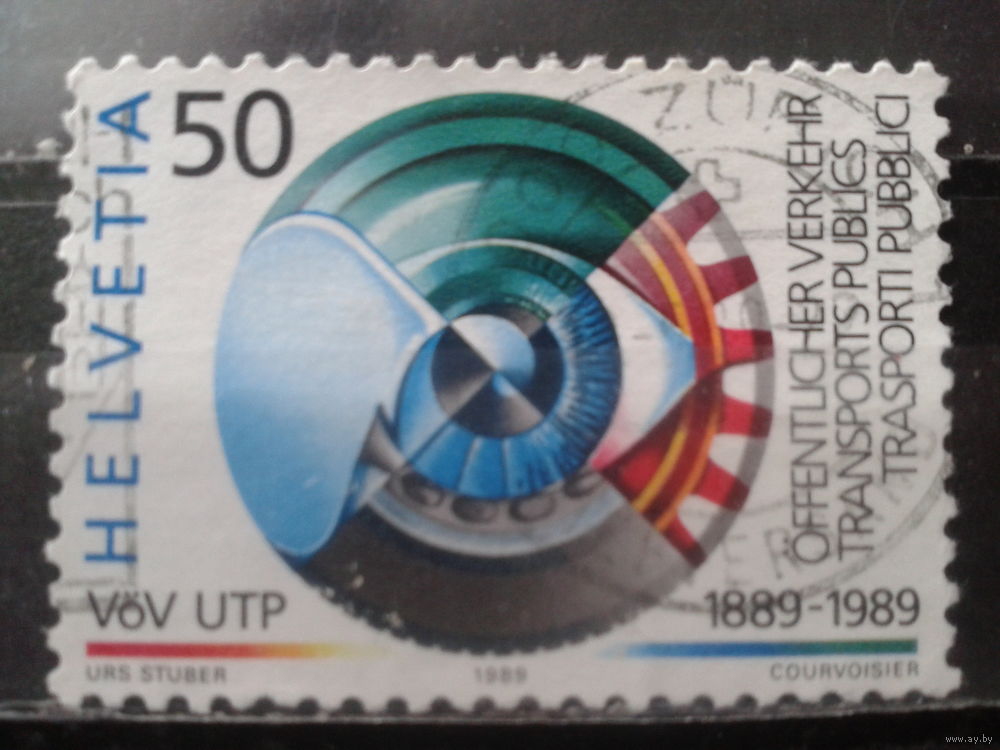 HELVETIA
50
ÖFFENTLICHER VERKEHR
TRANSPORTS PUBLICS
TRASPORTI PUBBLICI
VöV UTP
1889-1989
URS STUBER
1989
COURVOISIER
www.ay.by